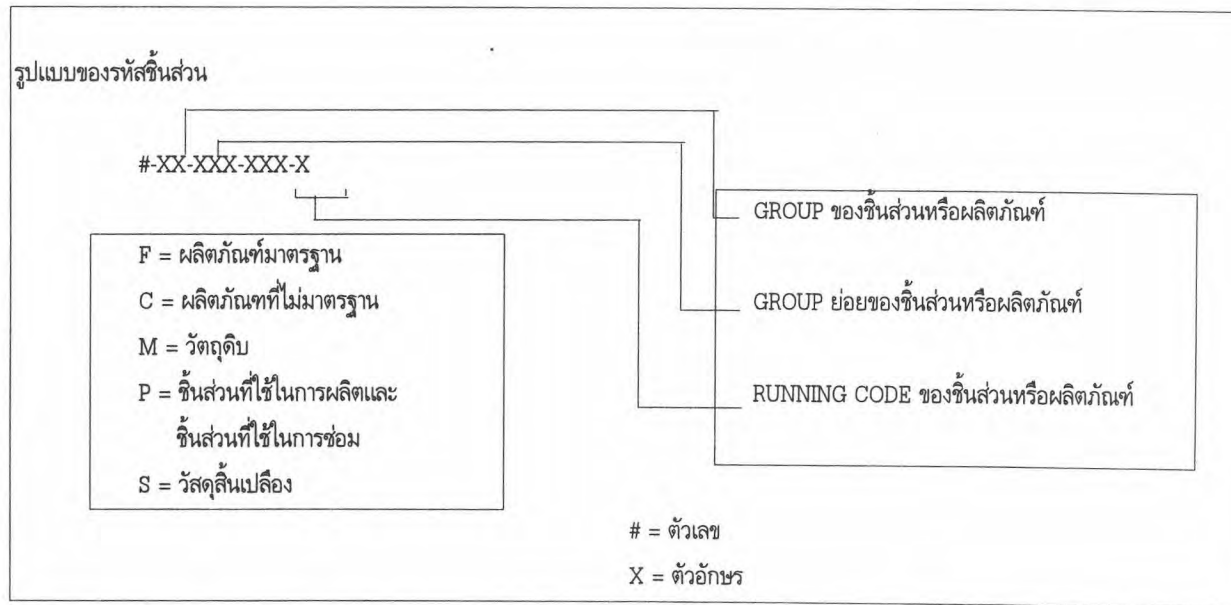 รูปแบบของรหัสชิ้นส่วน
#-XX-XXX-XXX-X
F = ผลิตภัณฑ์มาตรฐาน
C = ผลิตภัณฑที่ไม่มาตรฐาน
M = วัตถุดิบ
P = ชิ้นส่วนที่ใช้ในการผลิตและ
ชิ้นส่วนที่ใช้ในการซ่อม
S = วัสดุสิ้นเปลือง
GROUP ของชิ้นส่วนหรือผลิตภัณฑ์
GROUP ย่อยของชิ้นส่วนหรือผลิตภัณฑ์
RUNNING CODE ของชิ้นส่วนหรือผลิตภัณฑ์
# = ตัวเลข
X = ตัวอักษร